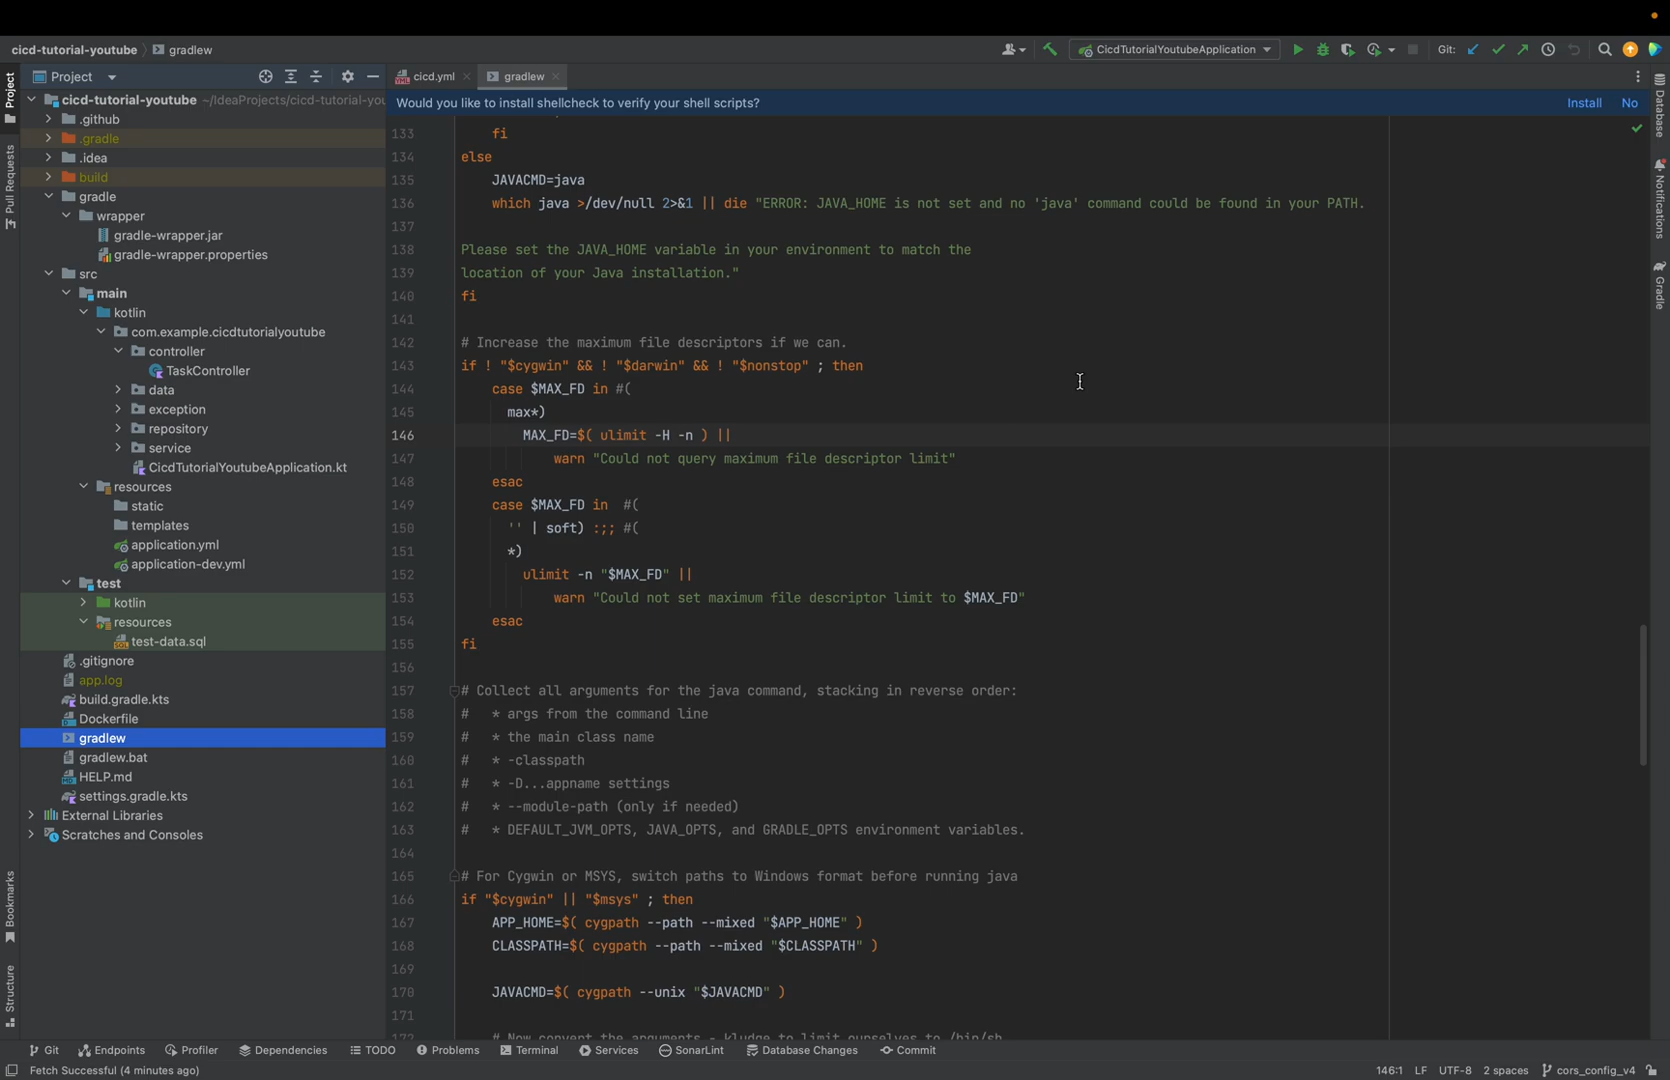 cicd-tutorial-youtube
gradlew
CicdTutorialYoutubeApplication
Git:
Project
cicd.yml
gradlew
Would you like to install shellcheck to verify your shell scripts?
Install
No
Project
Pull Requests
Bookmarks
Structure
Database
Notifications
Gradle
cicd-tutorial-youtube ~/IdeaProjects/cicd-tutorial-you
.github
.gradle
.idea
build
gradle
wrapper
gradle-wrapper.jar
gradle-wrapper.properties
src
main
kotlin
com.example.cicdtutorialyoutube
controller
TaskController
data
exception
repository
service
CicdTutorialYoutubeApplication.kt
resources
static
templates
application.yml
application-dev.yml
test
kotlin
resources
test-data.sql
.gitignore
app.log
build.gradle.kts
Dockerfile
gradlew
gradlew.bat
HELP.md
settings.gradle.kts
External Libraries
Scratches and Consoles
133 fi
134 else
135 JAVACMD=java
136 which java >/dev/null 2>&1 || die "ERROR: JAVA_HOME is not set and no 'java' command could be found in your PATH.
137
138 Please set the JAVA_HOME variable in your environment to match the
139 location of your Java installation."
140 fi
141
142 # Increase the maximum file descriptors if we can.
143 if ! "$cygwin" && ! "$darwin" && ! "$nonstop" ; then
144 case $MAX_FD in #(
145 max*)
146 MAX_FD=$( ulimit -H -n ) ||
147 warn "Could not query maximum file descriptor limit"
148 esac
149 case $MAX_FD in #(
150 '' | soft) :;; #(
151 *)
152 ulimit -n "$MAX_FD" ||
153 warn "Could not set maximum file descriptor limit to $MAX_FD"
154 esac
155 fi
156
157 # Collect all arguments for the java command, stacking in reverse order:
158 # * args from the command line
159 # * the main class name
160 # * -classpath
161 # * -D...appname settings
162 # * --module-path (only if needed)
163 # * DEFAULT_JVM_OPTS, JAVA_OPTS, and GRADLE_OPTS environment variables.
164
165 # For Cygwin or MSYS, switch paths to Windows format before running java
166 if "$cygwin" || "$msys" ; then
167 APP_HOME=$( cygpath --path --mixed "$APP_HOME" )
168 CLASSPATH=$( cygpath --path --mixed "$CLASSPATH" )
169
170 JAVACMD=$( cygpath --unix "$JAVACMD" )
171
172 # Now convert the arguments - kludge to limit ourselves to /bin/sh
Git
Endpoints
Profiler
Dependencies
TODO
Problems
Terminal
Services
SonarLint
Database Changes
Commit
Fetch Successful (4 minutes ago)
146:1
LF
UTF-8
2 spaces
cors_config_v4